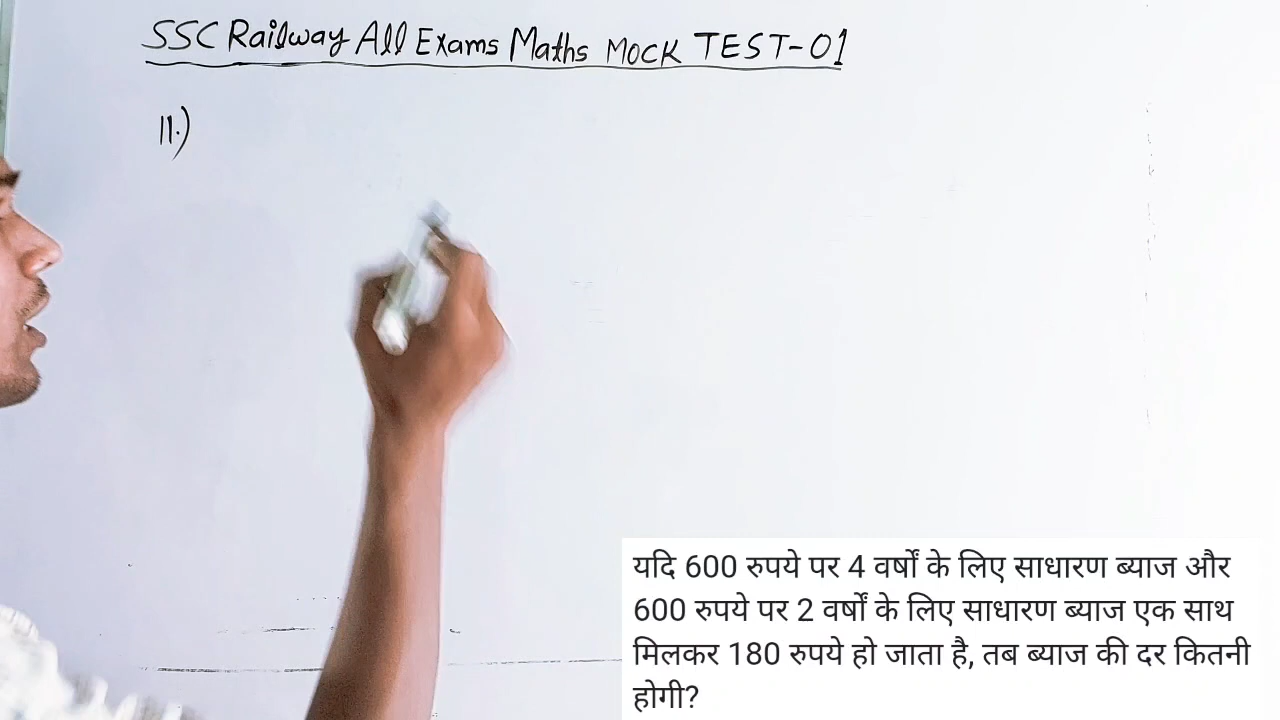 SSC Railway All Exams Maths MOCK TEST-01
11.)
यदि 600 रुपये पर 4 वर्षों के लिए साधारण ब्याज और
600 रुपये पर 2 वर्षों के लिए साधारण ब्याज एक साथ
मिलकर 180 रुपये हो जाता है, तब ब्याज की दर कितनी
होगी?